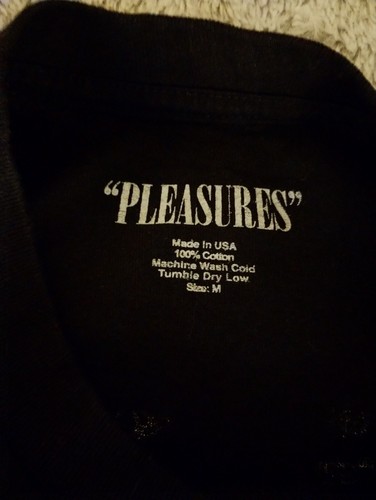 “PLEASURES”
Made In USA
100% Cotton
Machine Wash Cold
Tumble Dry Low
Size: M